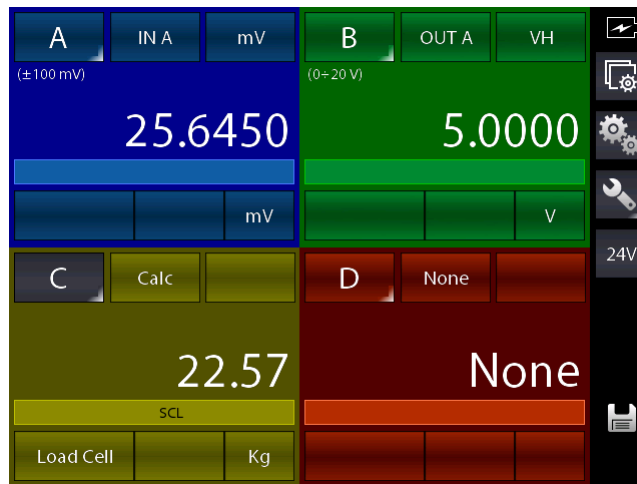 A IN A mV
(±100 mV)
25.6450
mV
B OUT A VH
(0÷20 V)
5.0000
V
C Calc
22.57
SCL
Load Cell Kg
D None
None
24V